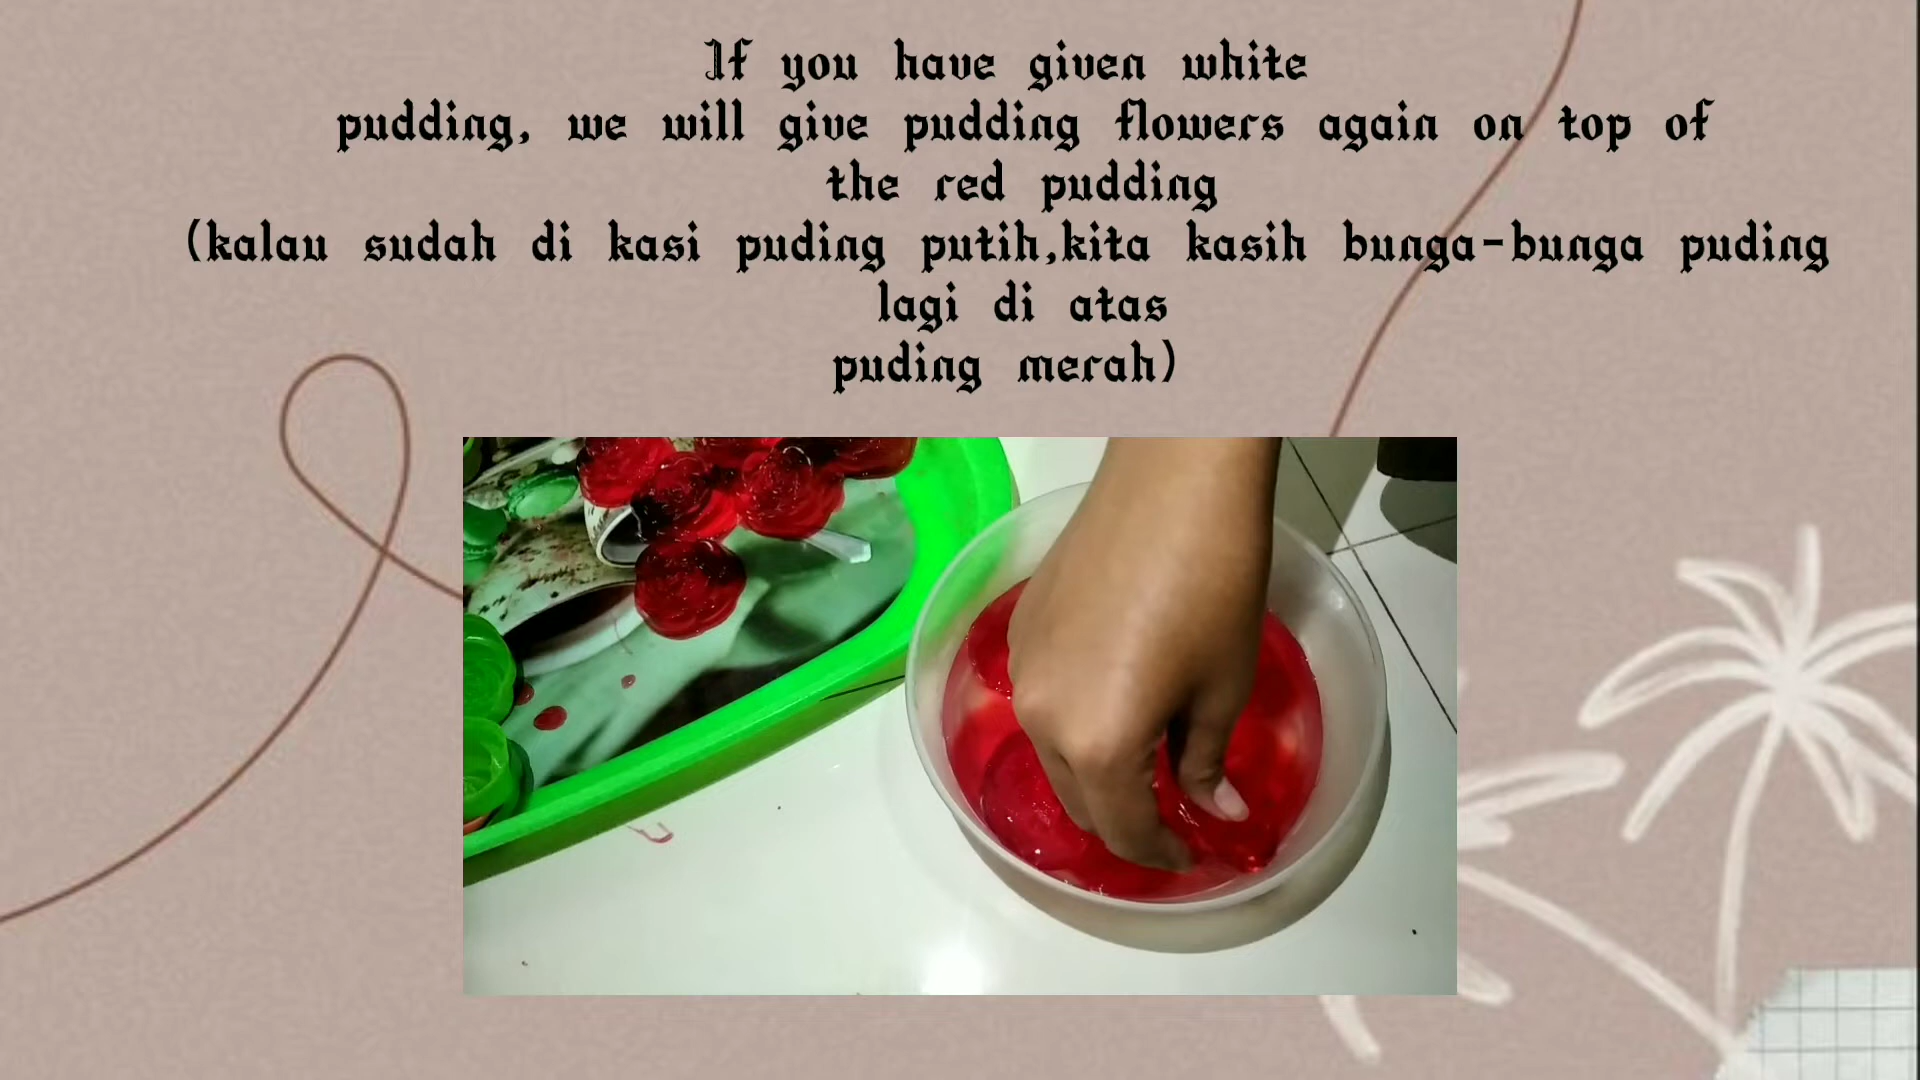 If you have given white
pudding, we will give pudding flowers again on top of
the red pudding
(kalau sudah di kasi puding putih,kita kasih bunga-bunga puding
lagi di atas
puding merah)